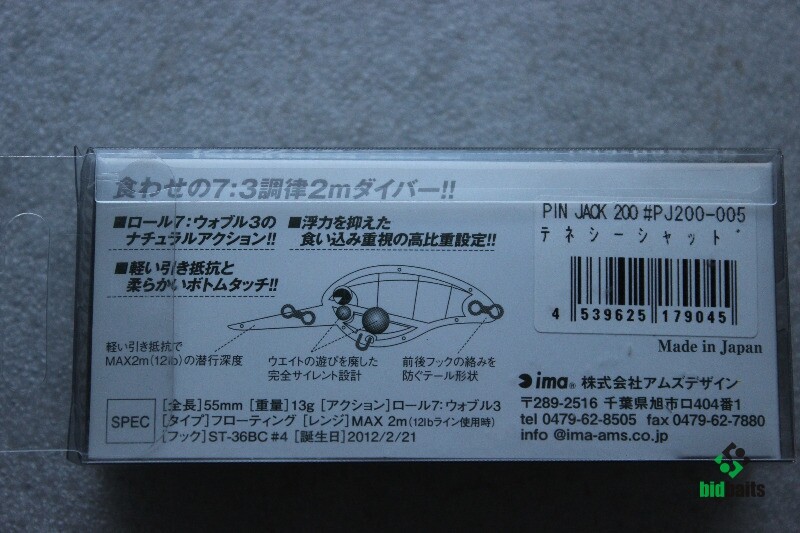 食わせの7:3調律2mダイバー!!
■ロール7:ウォブル3の
ナチュラルアクション!!
■浮力を抑えた
食い込み重視の高比重設定!!
■軽い引き抵抗と
柔らかいボトムタッチ!!
軽い引き抵抗で
MAX2m(12lb)の潜行深度
ウエイトの遊びを廃した
完全サイレント設計
前後フックの絡みを
防ぐテール形状
SPEC
[全長]55mm [重量]13g [アクション]ロール7:ウォブル3
[タイプ]フローティング [レンジ]MAX 2m(12lbライン使用時)
[フック]ST-36BC #4 [誕生日]2012/2/21
PIN JACK 200 #PJ200-005
テネシーシャッド
4 539625 179045
Made in Japan
ima® 株式会社アムズデザイン
〒289-2516 千葉県旭市ロ404番1
tel 0479-62-8505 fax 0479-62-7880
info @ima-ams.co.jp
bidbaits